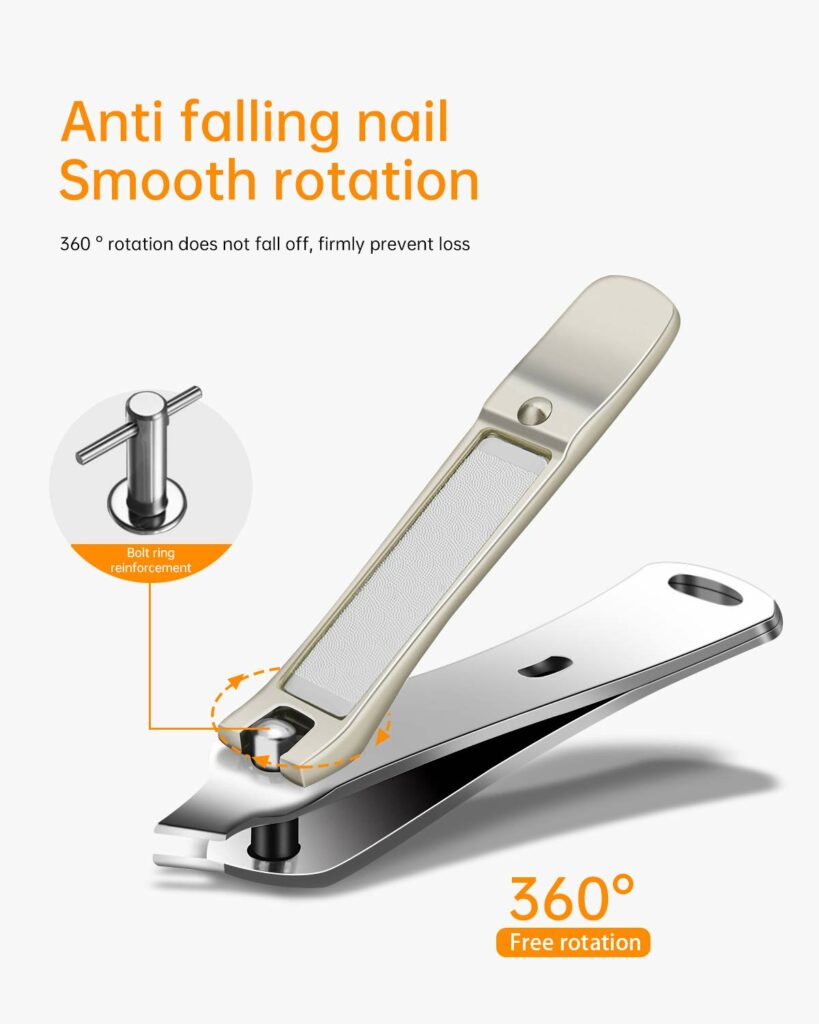 Anti falling nail
Smooth rotation
360 ° rotation does not fall off, firmly prevent loss
Bolt ring
reinforcement
360°
Free rotation